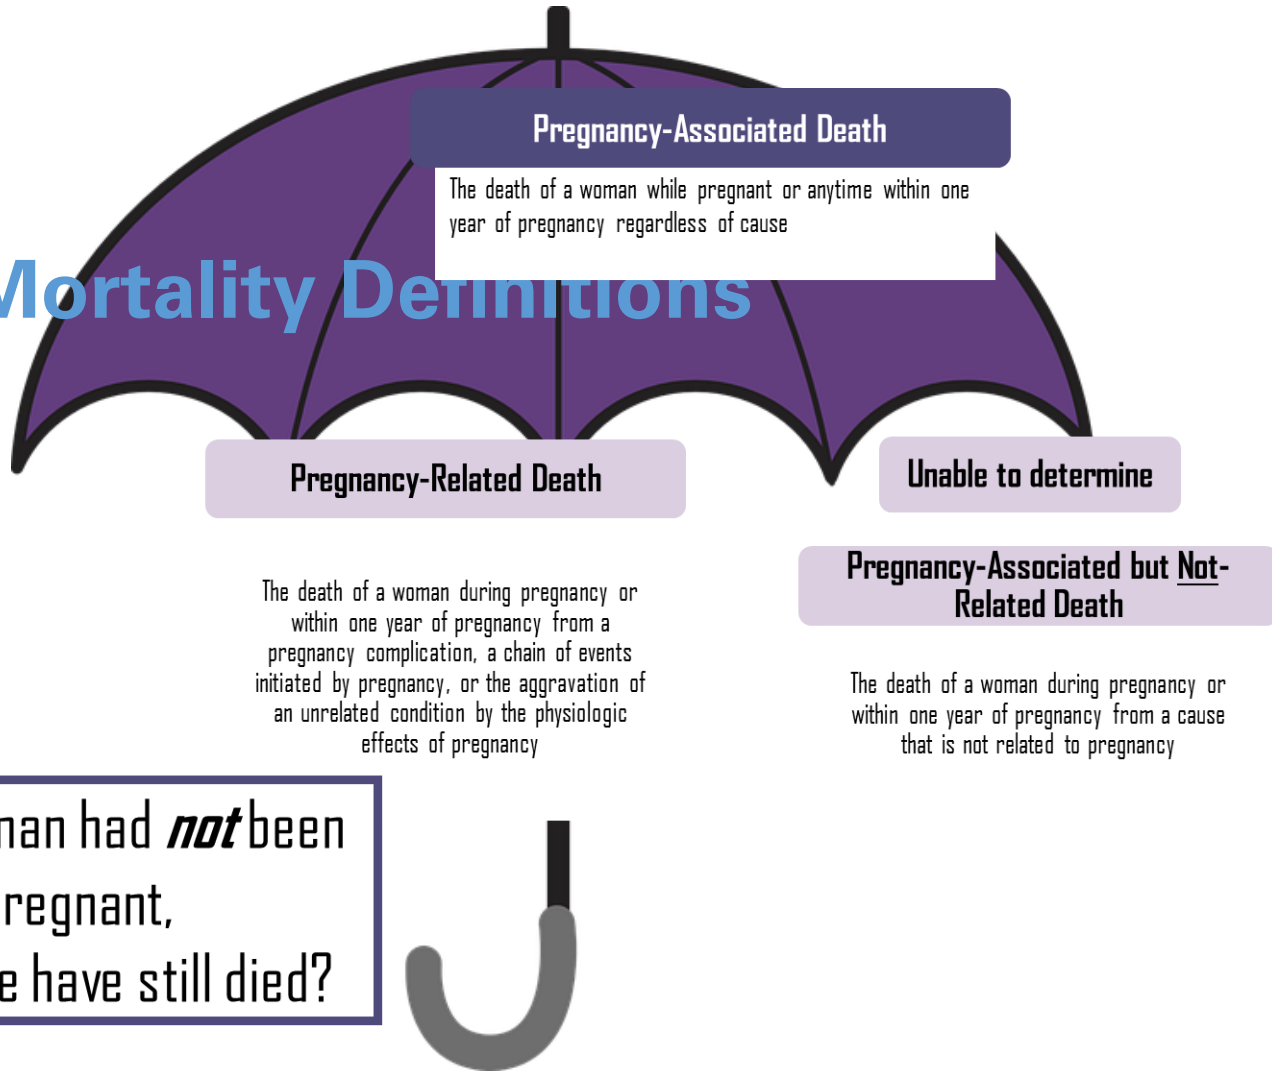 Pregnancy-Associated Death
The death of a woman while pregnant or anytime within one
year of pregnancy regardless of cause
Mortality Definitions
Pregnancy-Related Death
Unable to determine
Pregnancy-Associated but Not-
Related Death
The death of a woman during pregnancy or
within one year of pregnancy from a
pregnancy complication, a chain of events
initiated by pregnancy, or the aggravation of
an unrelated condition by the physiologic
effects of pregnancy
The death of a woman during pregnancy or
within one year of pregnancy from a cause
that is not related to pregnancy
man had not been
regnant,
e have still died?